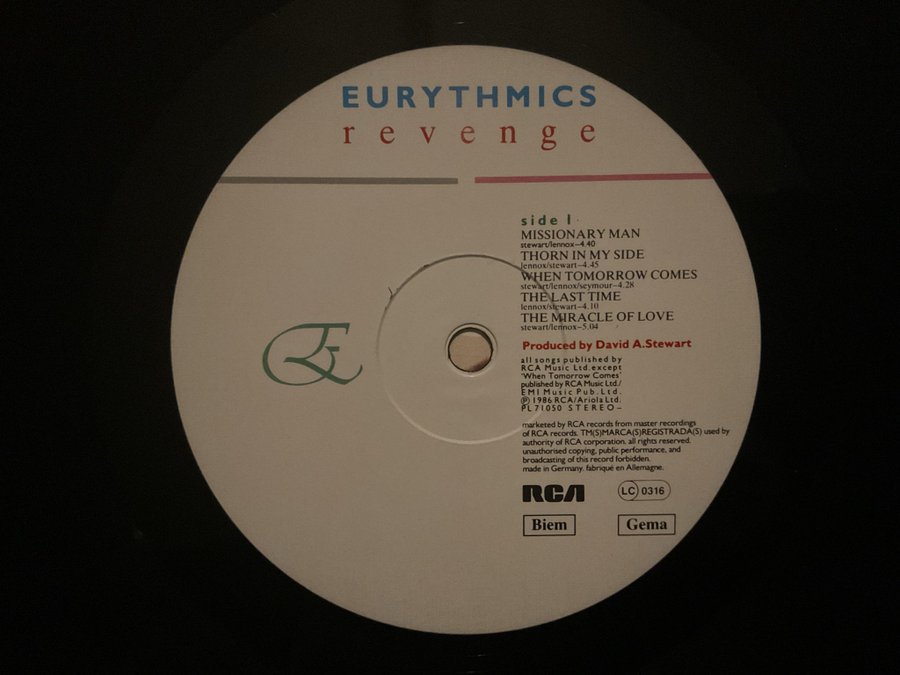 EURYTHMICS
revenge
side 1
MISSIONARY MAN
stewart/lennox–4.40
THORN IN MY SIDE
lennox/stewart–4.45
WHEN TOMORROW COMES
stewart/lennox/seymour–4.28
THE LAST TIME
lennox/stewart–4.10
THE MIRACLE OF LOVE
stewart/lennox–5.04
Produced by David A.Stewart
all songs published by
RCA Music Ltd. except
'When Tomorrow Comes'
published by RCA Music Ltd./
EMI Music Pub. Ltd.
℗ 1986 RCA/Ariola Ltd.
PL 71050 STEREO–
marketed by RCA records from master recordings
of RCA records. TM(S)MARCA(S)REGISTRADA(S) used by
authority of RCA corporation. all rights reserved.
unauthorised copying, public performance, and
broadcasting of this record forbidden.
made in Germany. fabriqué en Allemagne.
RCA
LC 0316
Biem
Gema